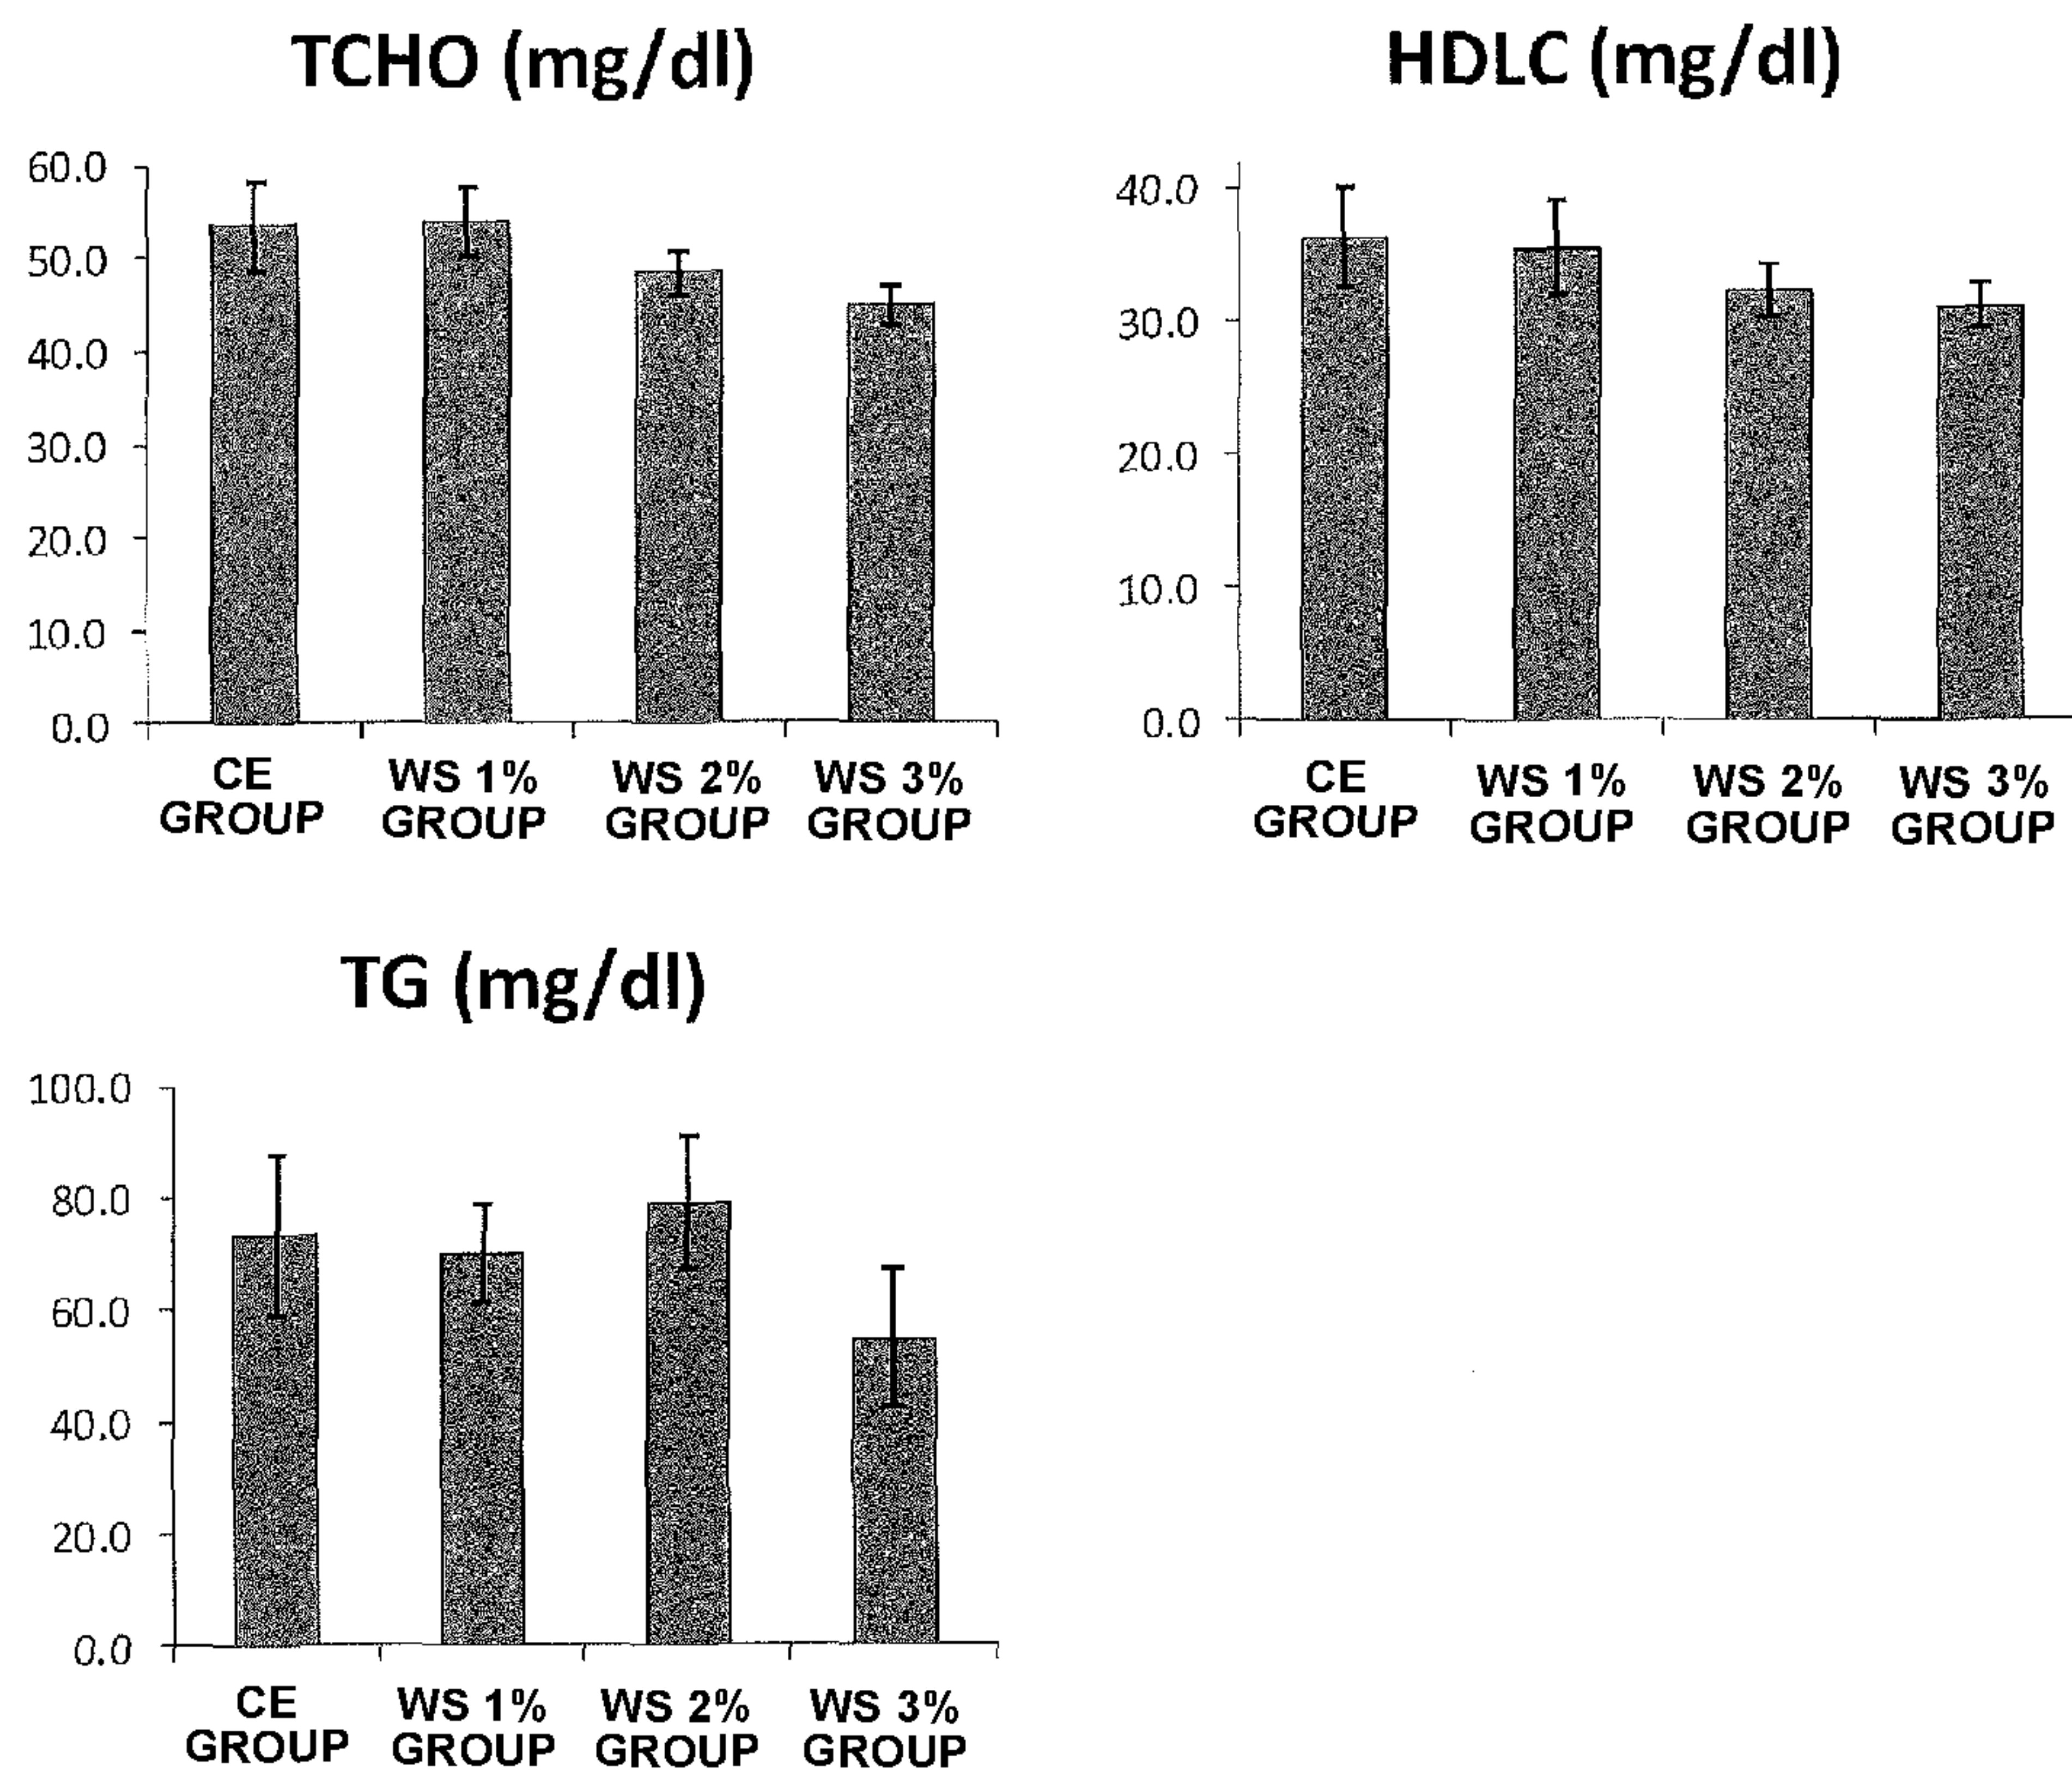 TCHO (mg/dl)
60.0
50.0
40.0
30.0
20.0
10.0
0.0
CE
GROUP
WS 1%
GROUP
WS 2%
GROUP
WS 3%
GROUP
HDLC (mg/dl)
40.0
30.0
20.0
10.0
0.0
CE
GROUP
WS 1%
GROUP
WS 2%
GROUP
WS 3%
GROUP
TG (mg/dl)
100.0
80.0
60.0
40.0
20.0
0.0
CE
GROUP
WS 1%
GROUP
WS 2%
GROUP
WS 3%
GROUP